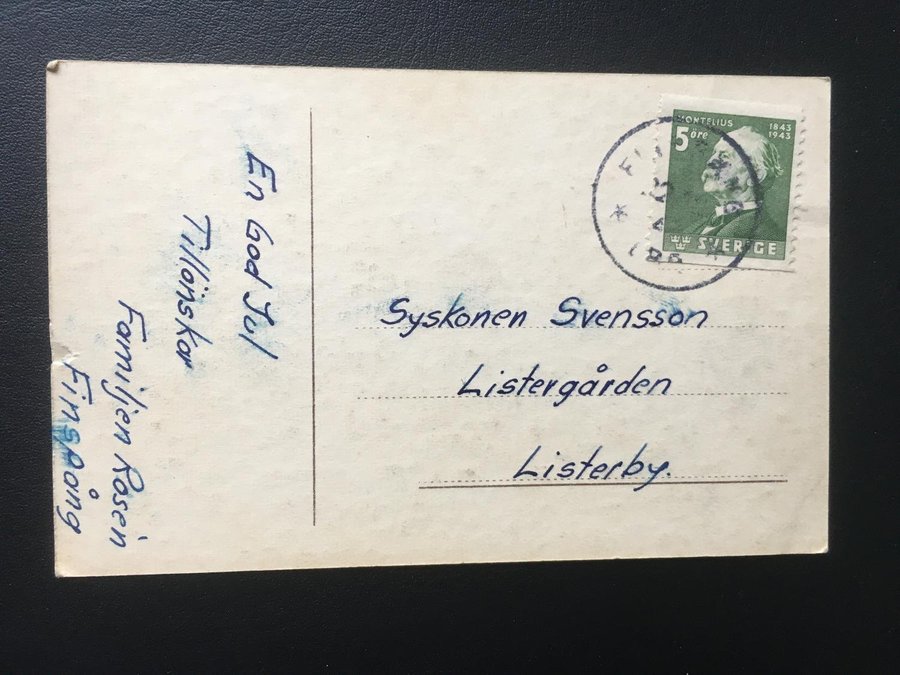 En God Jul
Tillönskar
Familjen Rosén
Finspång
MONTELIUS
1843
1943
5 öre
SVERIGE
Syskonen Svensson
Listergården
Listerby.